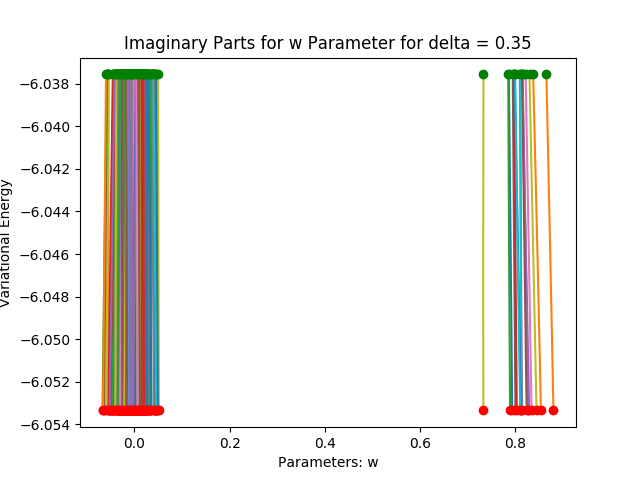 Imaginary Parts for w Parameter for delta = 0.35
−6.038
−6.040
−6.042
−6.044
−6.046
−6.048
−6.050
−6.052
−6.054
Variational Energy
0.0 0.2 0.4 0.6 0.8
Parameters: w